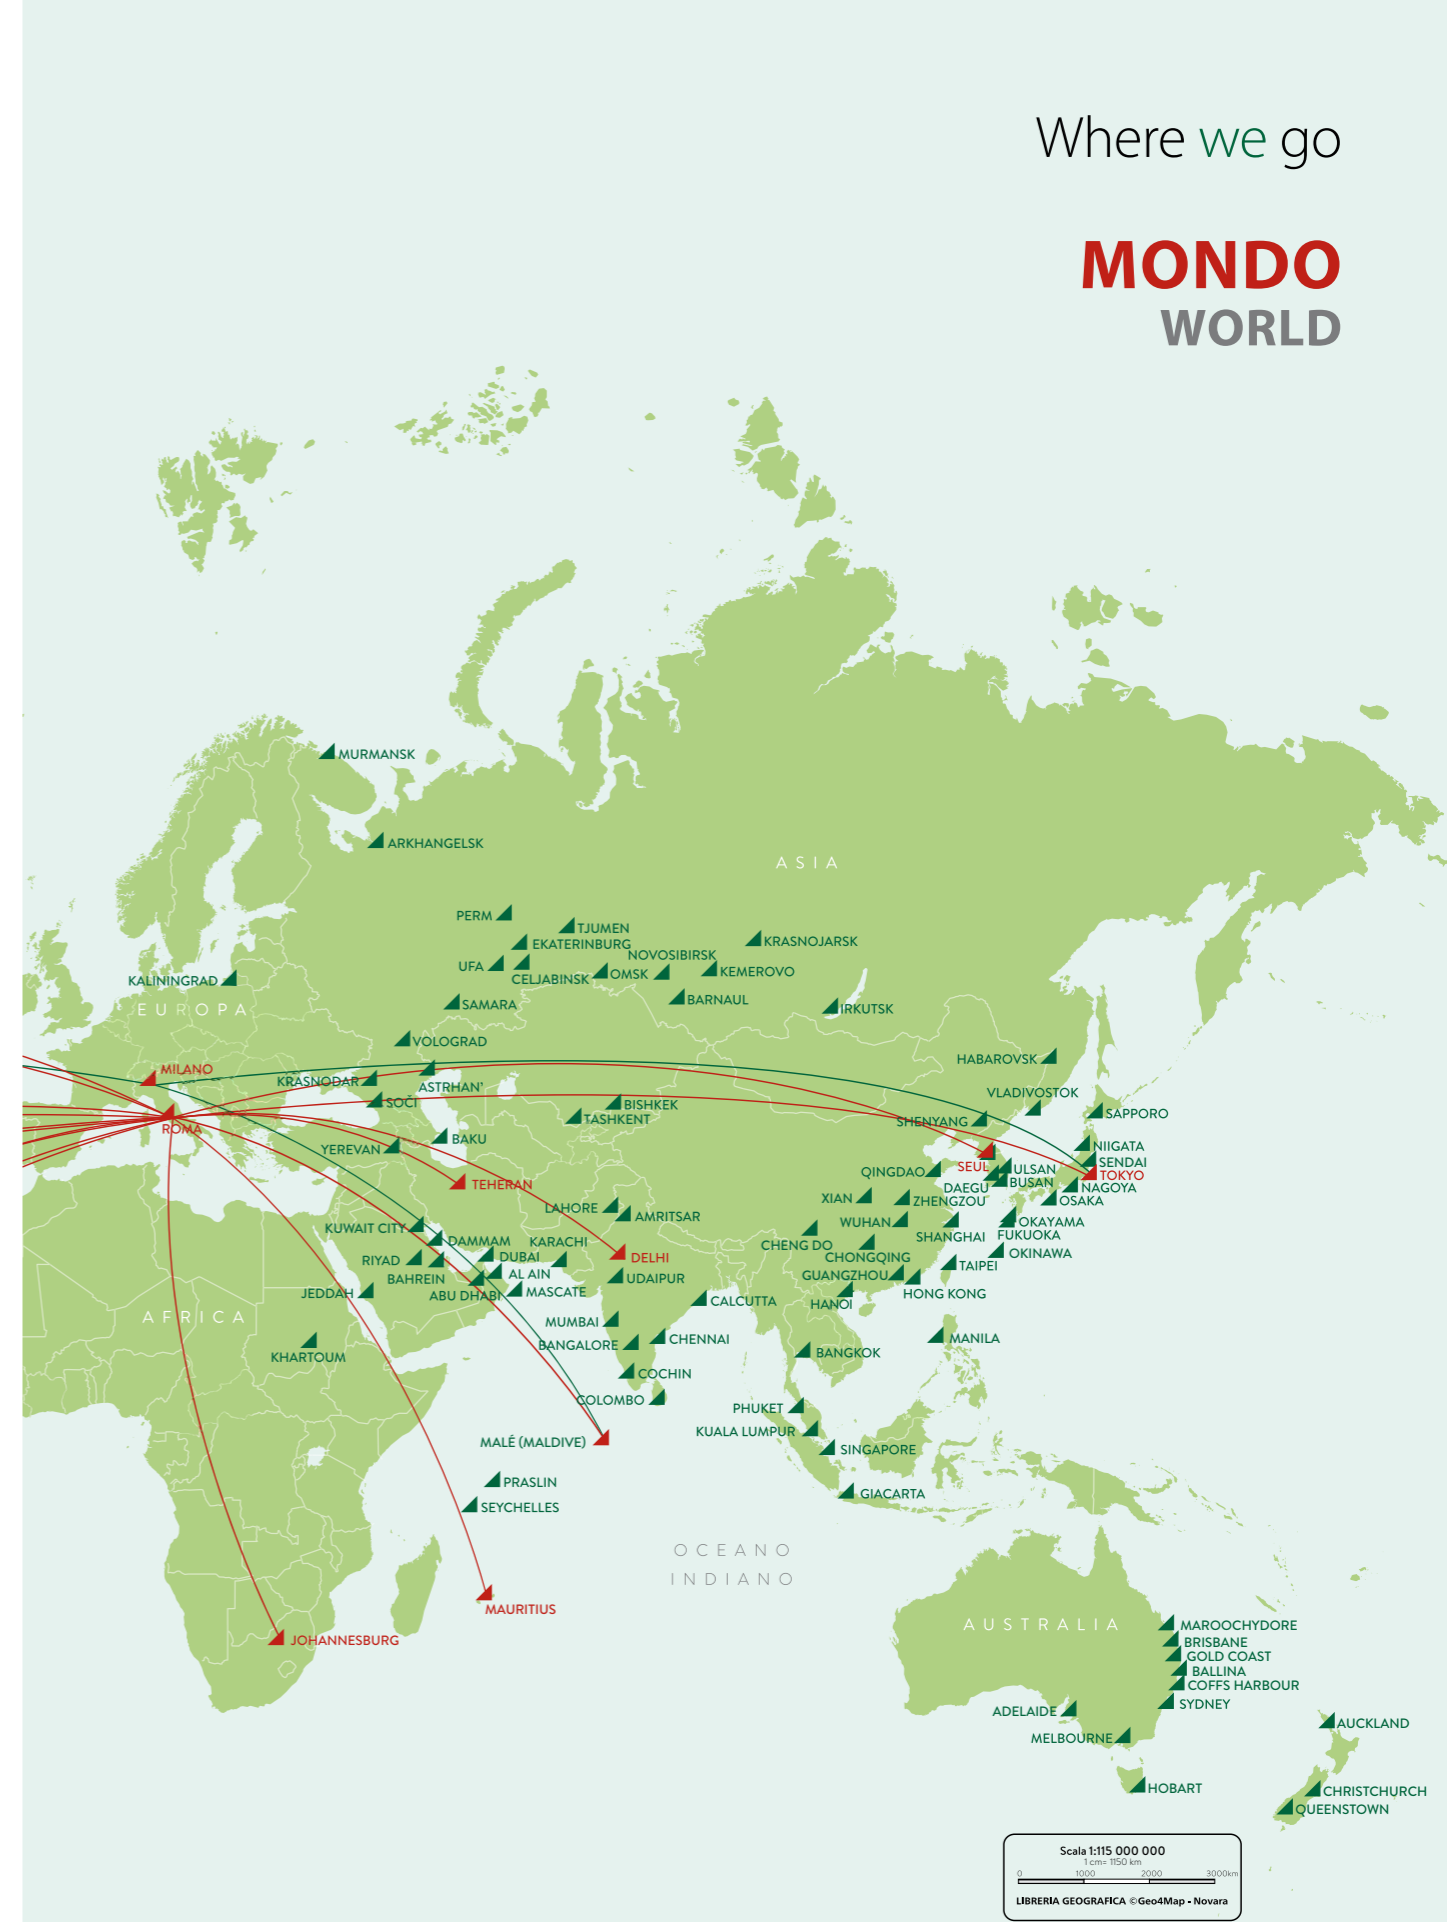 Where we go
MONDO
WORLD
MURMANSK
ARKHANGELSK
ASIA
PERM
TJUMEN
EKATERINBURG
KRASNOJARSK
NOVOSIBIRSK
UFA
CELJABINSK
OMSK
KEMEROVO
KALININGRAD
EUROPA
SAMARA
BARNAUL
IRKUTSK
VOLOGRAD
HABAROVSK
MILANO
KRASNODAR
ASTRHAN'
VLADIVOSTOK
SOČI
BISHKEK
TASHKENT
SHENYANG
SAPPORO
ROMA
YEREVAN
BAKU
NIIGATA
SENDAI
SEUL
ULSAN
TOKYO
QINGDAO
DAEGU
BUSAN
NAGOYA
TEHERAN
XIAN
ZHENGZOU
OSAKA
LAHORE
AMRITSAR
WUHAN
OKAYAMA
KUWAIT CITY
DAMMAM
KARACHI
CHENG DO
SHANGHAI
FUKUOKA
RIYAD
DUBAI
DELHI
CHONGQING
OKINAWA
BAHREIN
AL AIN
UDAIPUR
GUANGZHOU
TAIPEI
JEDDAH
ABU DHABI
MASCATE
CALCUTTA
HANOI
HONG KONG
AFRICA
MUMBAI
BANGALORE
CHENNAI
MANILA
KHARTOUM
BANGKOK
COCHIN
COLOMBO
PHUKET
KUALA LUMPUR
MALÉ (MALDIVE)
SINGAPORE
PRASLIN
GIACARTA
SEYCHELLES
OCEANO
INDIANO
MAURITIUS
JOHANNESBURG
AUSTRALIA
MAROOCHYDORE
BRISBANE
GOLD COAST
BALLINA
COFFS HARBOUR
SYDNEY
ADELAIDE
MELBOURNE
AUCKLAND
HOBART
CHRISTCHURCH
QUEENSTOWN
Scala 1:115 000 000
1 cm= 1150 km
0 1000 2000 3000km
LIBRERIA GEOGRAFICA ©Geo4Map - Novara